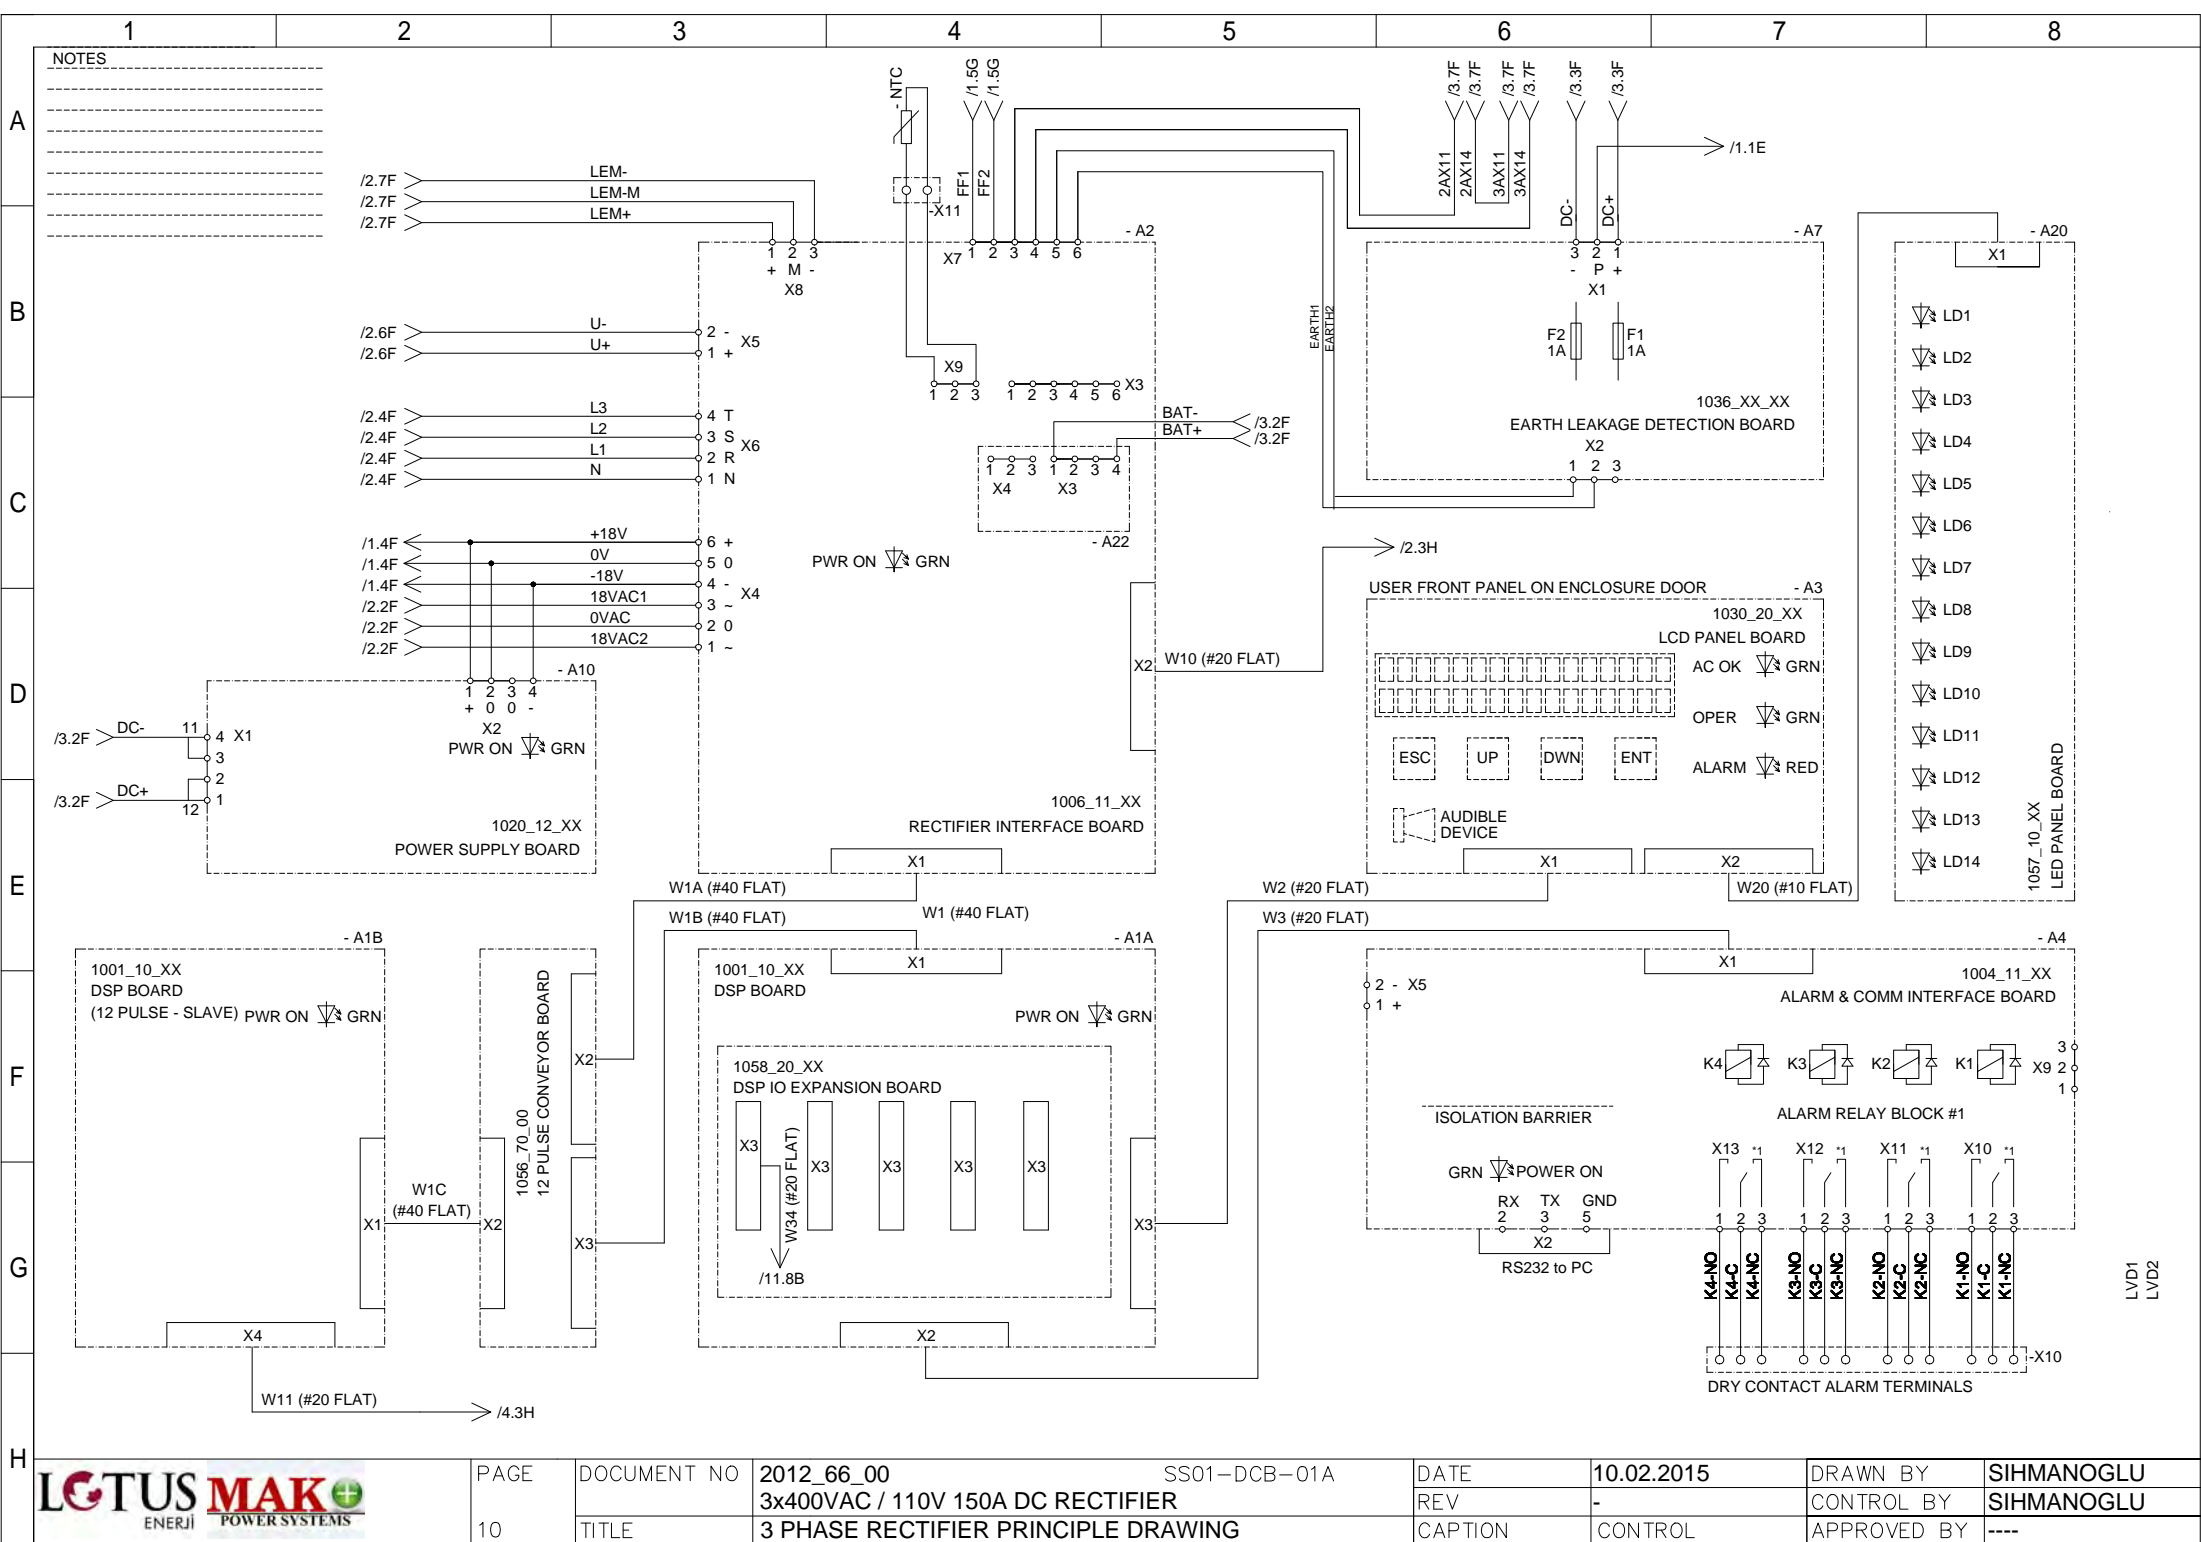 1 2 3 4 5 6 7 8
NOTES
A
B
C
D
E
F
G
H
- NTC
-X11
/1.5G
/1.5G
FF1
FF2
/3.7F
/3.7F
/3.7F
/3.7F
2AX11
2AX14
3AX11
3AX14
/3.3F
/3.3F
DC-
DC+
/1.1E
/2.7F LEM-
/2.7F LEM-M
/2.7F LEM+
1 2 3
+ M -
X8
- A2
X7 1 2 3 4 5 6
/2.6F U- 2 -
/2.6F U+ 1 +
X5
X9
1 2 3
1 2 3 4 5 6 X3
/2.4F L3 4 T
/2.4F L2 3 S
/2.4F L1 2 R
/2.4F N 1 N
X6
BAT- /3.2F
BAT+ /3.2F
1 2 3
X4
1 2 3 4
X3
- A22
/1.4F +18V 6 +
/1.4F 0V 5 0
/1.4F -18V 4 -
/2.2F 18VAC1 3 ~
/2.2F 0VAC 2 0
/2.2F 18VAC2 1 ~
X4
PWR ON GRN
X2
W10 (#20 FLAT)
/2.3H
EARTH1
EARTH2
1006_11_XX
RECTIFIER INTERFACE BOARD
X1
- A10
1 2 3 4
+ 0 0 -
X2
PWR ON GRN
/3.2F DC- 11 4 X1
3
2
/3.2F DC+ 12 1
1020_12_XX
POWER SUPPLY BOARD
- A7
3 2 1
- P +
X1
F2
1A
F1
1A
1036_XX_XX
EARTH LEAKAGE DETECTION BOARD
X2
1 2 3
USER FRONT PANEL ON ENCLOSURE DOOR
- A3
1030_20_XX
LCD PANEL BOARD
AC OK GRN
OPER GRN
ALARM RED
ESC UP DWN ENT
AUDIBLE
DEVICE
X1
X2
W20 (#10 FLAT)
- A20
X1
LD1
LD2
LD3
LD4
LD5
LD6
LD7
LD8
LD9
LD10
LD11
LD12
LD13
LD14
1057_10_XX
LED PANEL BOARD
W1A (#40 FLAT)
W1B (#40 FLAT)
W1 (#40 FLAT)
W2 (#20 FLAT)
W3 (#20 FLAT)
- A1B
1001_10_XX
DSP BOARD
(12 PULSE - SLAVE)
PWR ON GRN
X1
X4
W1C
(#40 FLAT)
W11 (#20 FLAT)
/4.3H
1056_70_00
12 PULSE CONVEYOR BOARD
X2
X2
X3
- A1A
1001_10_XX
DSP BOARD
X1
PWR ON GRN
1058_20_XX
DSP IO EXPANSION BOARD
X3 X3 X3 X3 X3
W34 (#20 FLAT)
/11.8B
X3
X2
- A4
X1
1004_11_XX
ALARM & COMM INTERFACE BOARD
2 - X5
1 +
K4 K3 K2 K1
3
X9 2
1
ISOLATION BARRIER
ALARM RELAY BLOCK #1
GRN POWER ON
RX TX GND
2 3 5
X2
RS232 to PC
X13 *1 X12 *1 X11 *1 X10 *1
1 2 3 1 2 3 1 2 3 1 2 3
K4-NO
K4-C
K4-NC
K3-NO
K3-C
K3-NC
K2-NO
K2-C
K2-NC
K1-NO
K1-C
K1-NC
-X10
DRY CONTACT ALARM TERMINALS
LVD1
LVD2
LOTUS
ENERJİ
MAK
POWER SYSTEMS
PAGE
10
DOCUMENT NO 2012_66_00 SS01-DCB-01A
3x400VAC / 110V 150A DC RECTIFIER
TITLE 3 PHASE RECTIFIER PRINCIPLE DRAWING
DATE 10.02.2015
REV -
CAPTION CONTROL
DRAWN BY SIHMANOGLU
CONTROL BY SIHMANOGLU
APPROVED BY ----